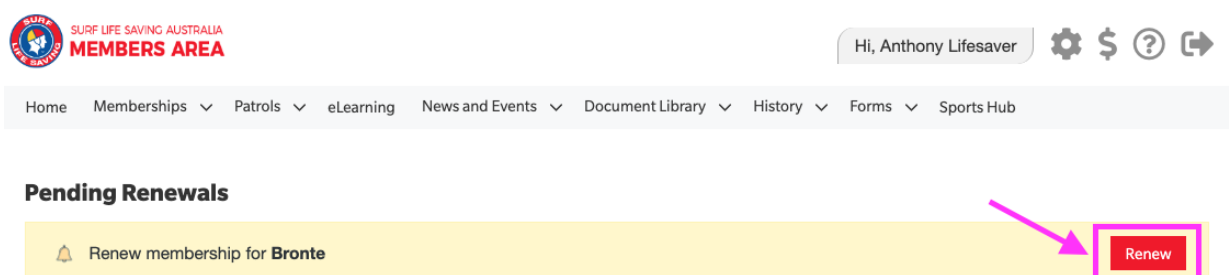 SURF LIFE SAVING
SURF LIFE SAVING AUSTRALIA
MEMBERS AREA
Hi, Anthony Lifesaver
Home Memberships Patrols eLearning News and Events Document Library History Forms Sports Hub
Pending Renewals
Renew membership for Bronte
Renew